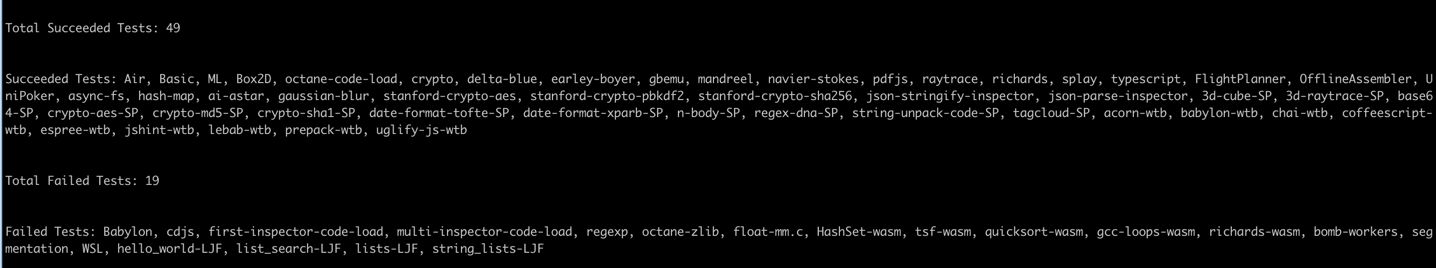 Total Succeeded Tests: 49
Succeeded Tests: Air, Basic, ML, Box2D, octane-code-load, crypto, delta-blue, earley-boyer, gbemu, mandreel, navier-stokes, pdfjs, raytrace, richards, splay, typescript, FlightPlanner, OfflineAssembler, U
niPoker, async-fs, hash-map, ai-astar, gaussian-blur, stanford-crypto-aes, stanford-crypto-pbkdf2, stanford-crypto-sha256, json-stringify-inspector, json-parse-inspector, 3d-cube-SP, 3d-raytrace-SP, base6
4-SP, crypto-aes-SP, crypto-md5-SP, crypto-sha1-SP, date-format-tofte-SP, date-format-xparb-SP, n-body-SP, regex-dna-SP, string-unpack-code-SP, tagcloud-SP, acorn-wtb, babylon-wtb, chai-wtb, coffeescript-
wtb, espree-wtb, jshint-wtb, lebab-wtb, prepack-wtb, uglify-js-wtb
Total Failed Tests: 19
Failed Tests: Babylon, cdjs, first-inspector-code-load, multi-inspector-code-load, regexp, octane-zlib, float-mm.c, HashSet-wasm, tsf-wasm, quicksort-wasm, gcc-loops-wasm, richards-wasm, bomb-workers, seg
mentation, WSL, hello_world-LJF, list_search-LJF, lists-LJF, string_lists-LJF